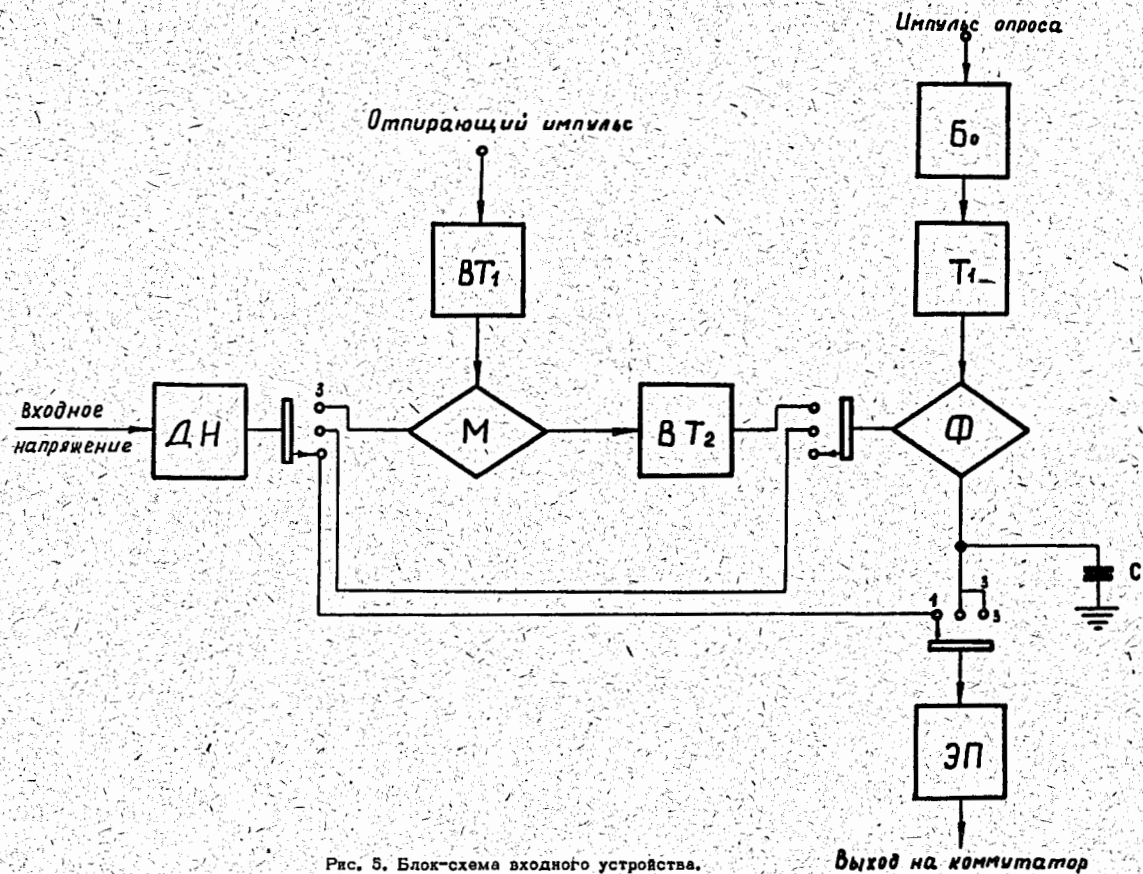 Импульс опроса
Б₀
Отпирающий импульс
ВТ₁
Т₁
Входное
напряжение
ДН
3
М
ВТ₂
Ф
С
1
3
5
ЭП
Рис. 5. Блок-схема входного устройства.
Выход на коммутатор